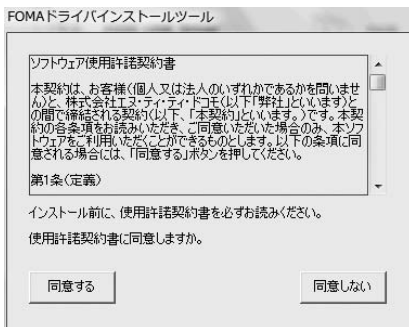 FOMAドライバインストールツール
ソフトウェア使用許諾契約書
本契約は、お客様(個人又は法人のいずれかであるかを問いませ
ん)と、株式会社エヌ・ティ・ティ・ドコモ(以下「弊社」といいます)と
の間で締結される契約(以下、「本契約」といいます。)です。本契
約の各条項をお読みいただき、ご同意いただいた場合のみ、本ソフ
トウェアをご利用いただくことができるものとします。以下の条項に同
意される場合には、「同意する」ボタンを押してください。
第1条(定義)
インストール前に、使用許諾契約書を必ずお読みください。
使用許諾契約書に同意しますか。
同意する
同意しない